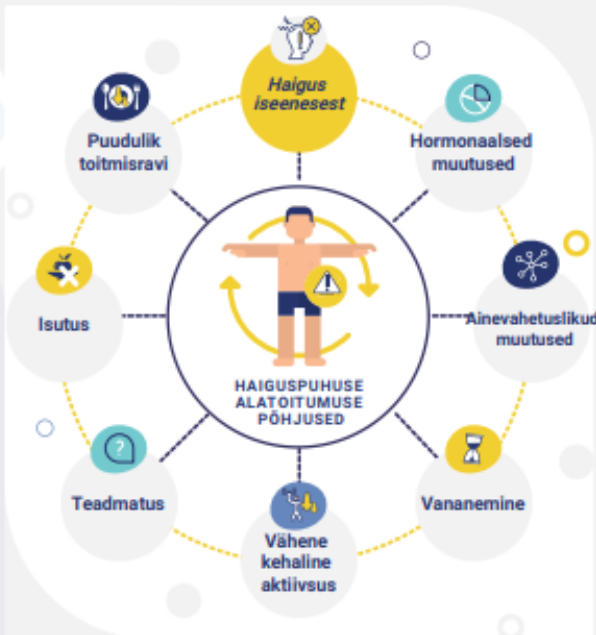 Haigus
iseenesest
Hormonaalsed
muutused
Ainevahetuslikud
muutused
Vananemine
Vähene
kehaline
aktiivsus
Teadmatus
Isutus
Puudulik
toitmisravi
HAIGUSPUHUSE
ALATOITUMUSE
PÕHJUSED
?